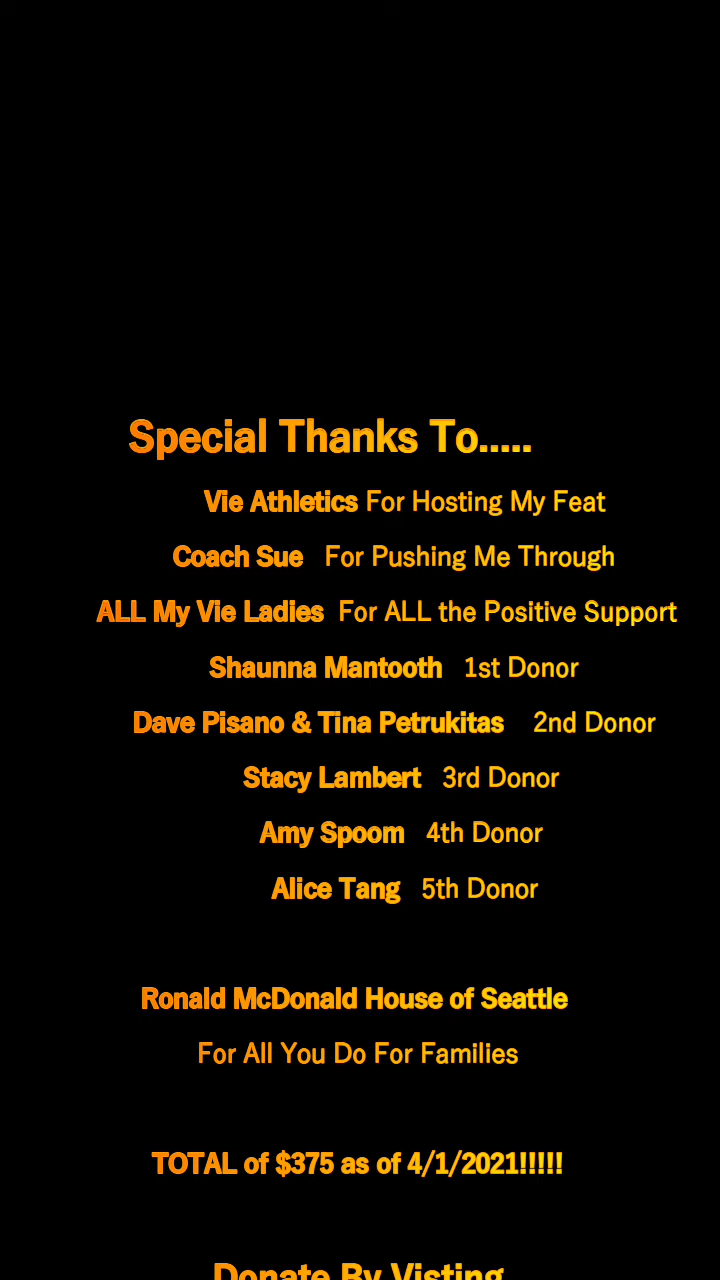 Special Thanks To.....
Vie Athletics For Hosting My Feat
Coach Sue For Pushing Me Through
ALL My Vie Ladies For ALL the Positive Support
Shaunna Mantooth 1st Donor
Dave Pisano & Tina Petrukitas 2nd Donor
Stacy Lambert 3rd Donor
Amy Spoom 4th Donor
Alice Tang 5th Donor
Ronald McDonald House of Seattle
For All You Do For Families
TOTAL of $375 as of 4/1/2021!!!!!
Donate By Visting